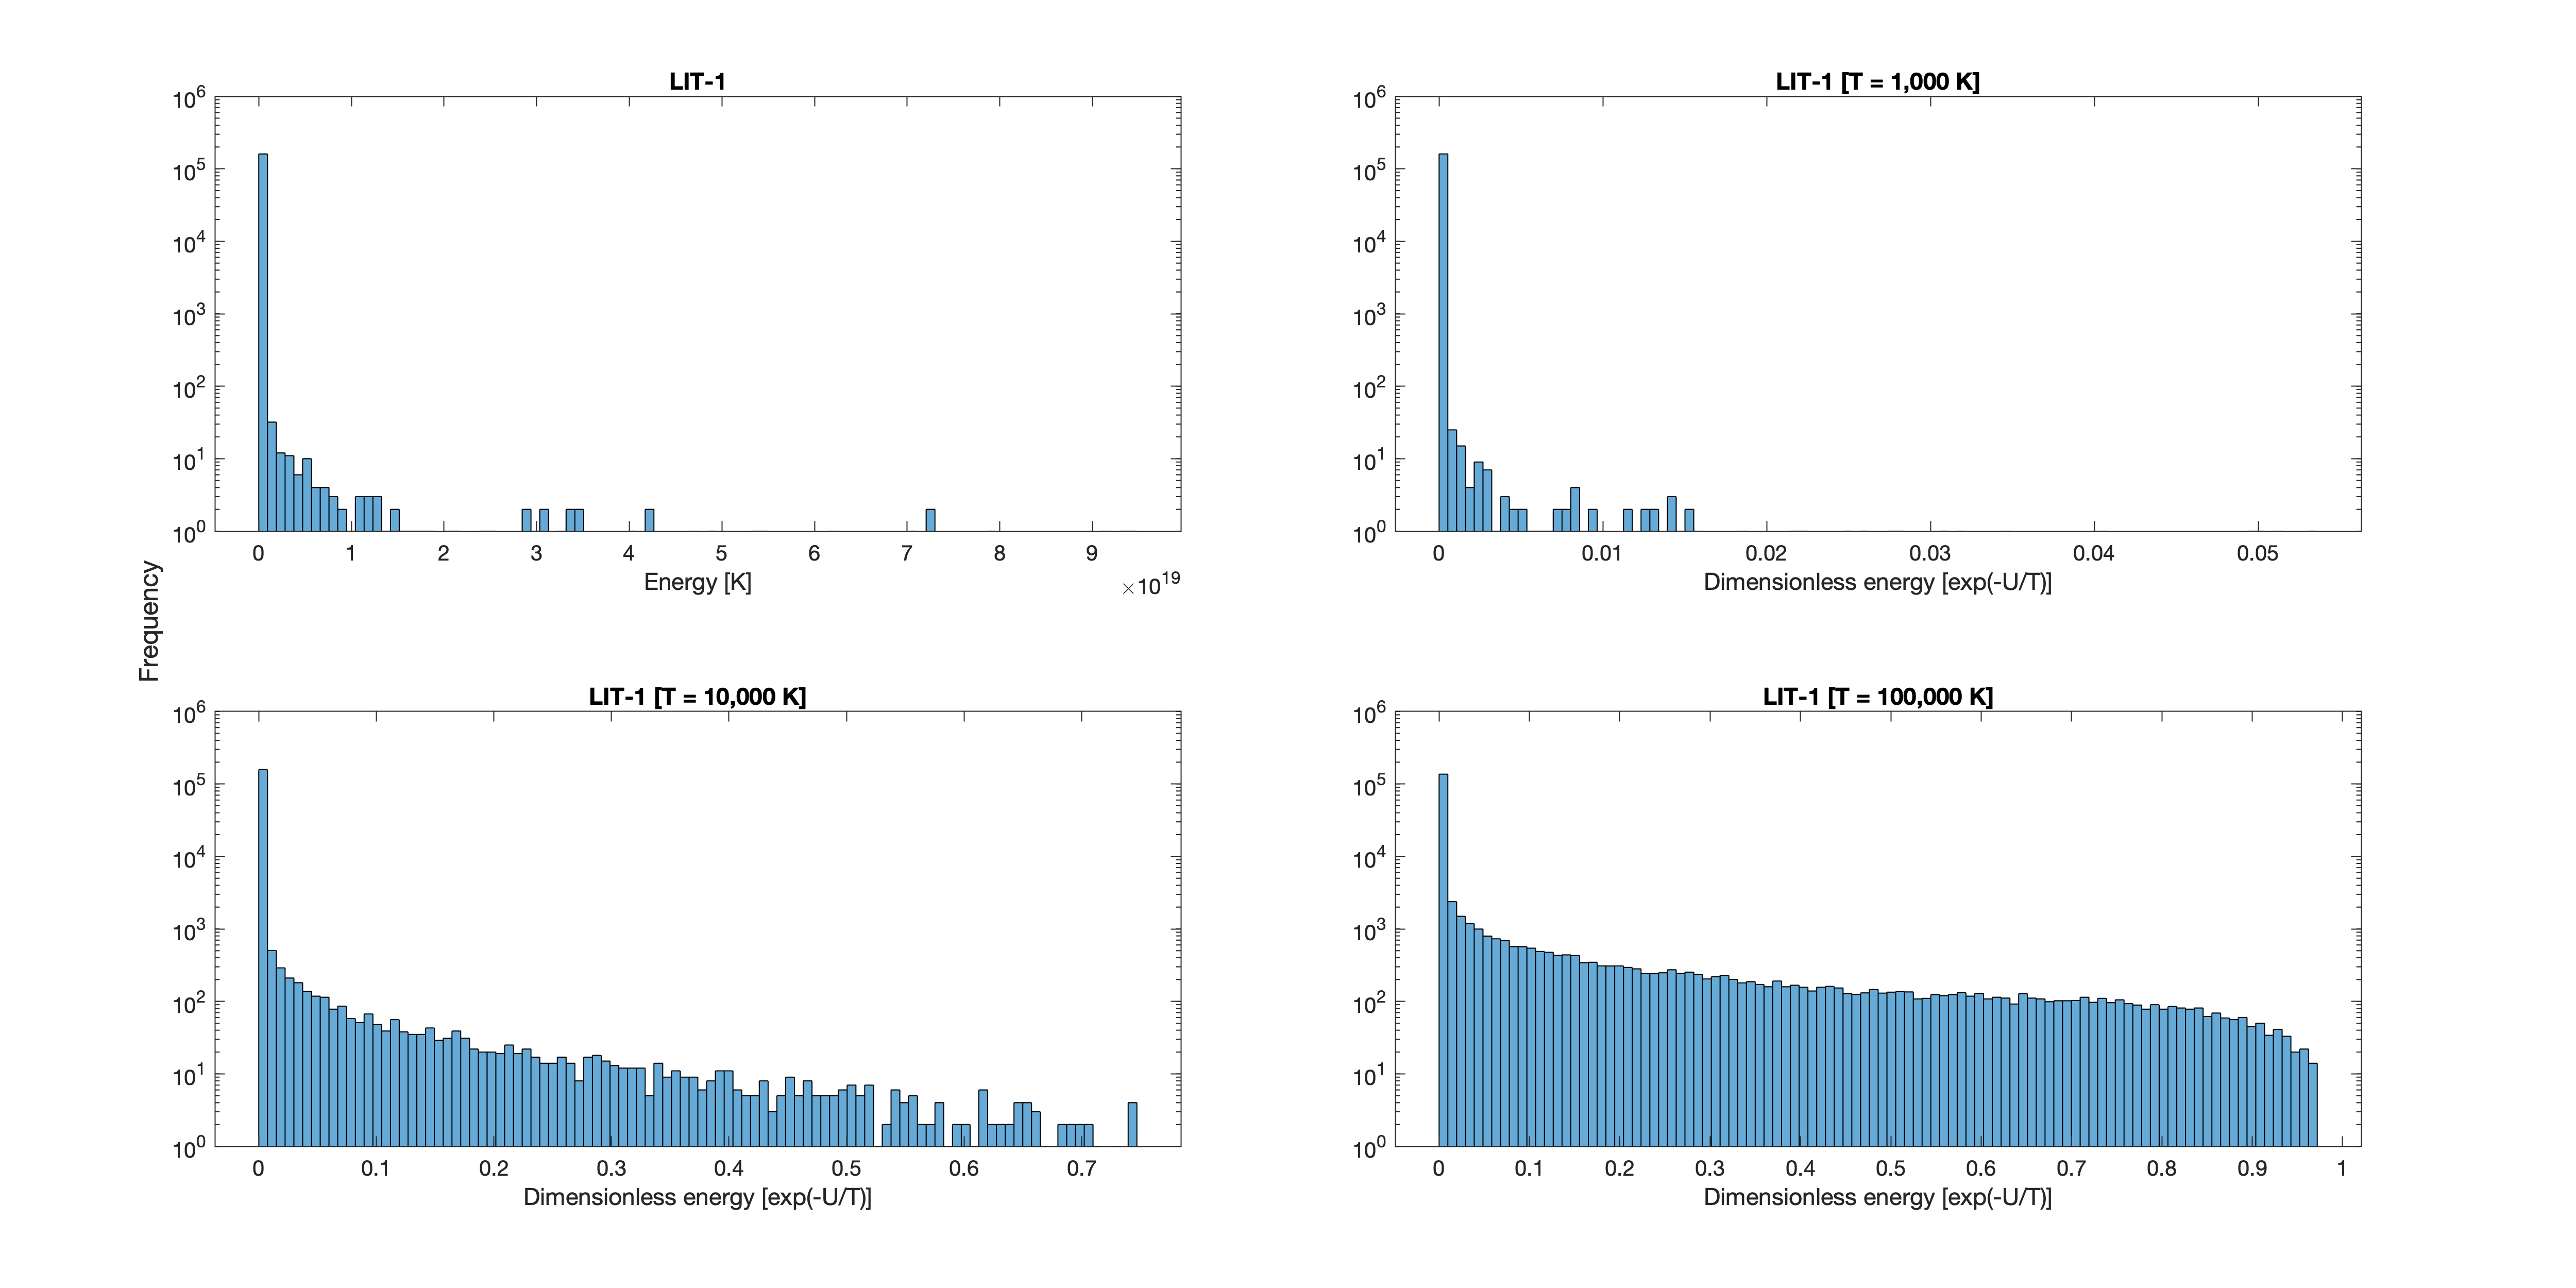 LIT-1
10^6
10^5
10^4
10^3
10^2
10^1
10^0
0 1 2 3 4 5 6 7 8 9
Energy [K]
×10^19
LIT-1 [T = 1,000 K]
10^6
10^5
10^4
10^3
10^2
10^1
10^0
0 0.01 0.02 0.03 0.04 0.05
Dimensionless energy [exp(-U/T)]
Frequency
LIT-1 [T = 10,000 K]
10^6
10^5
10^4
10^3
10^2
10^1
10^0
0 0.1 0.2 0.3 0.4 0.5 0.6 0.7
Dimensionless energy [exp(-U/T)]
LIT-1 [T = 100,000 K]
10^6
10^5
10^4
10^3
10^2
10^1
10^0
0 0.1 0.2 0.3 0.4 0.5 0.6 0.7 0.8 0.9 1
Dimensionless energy [exp(-U/T)]